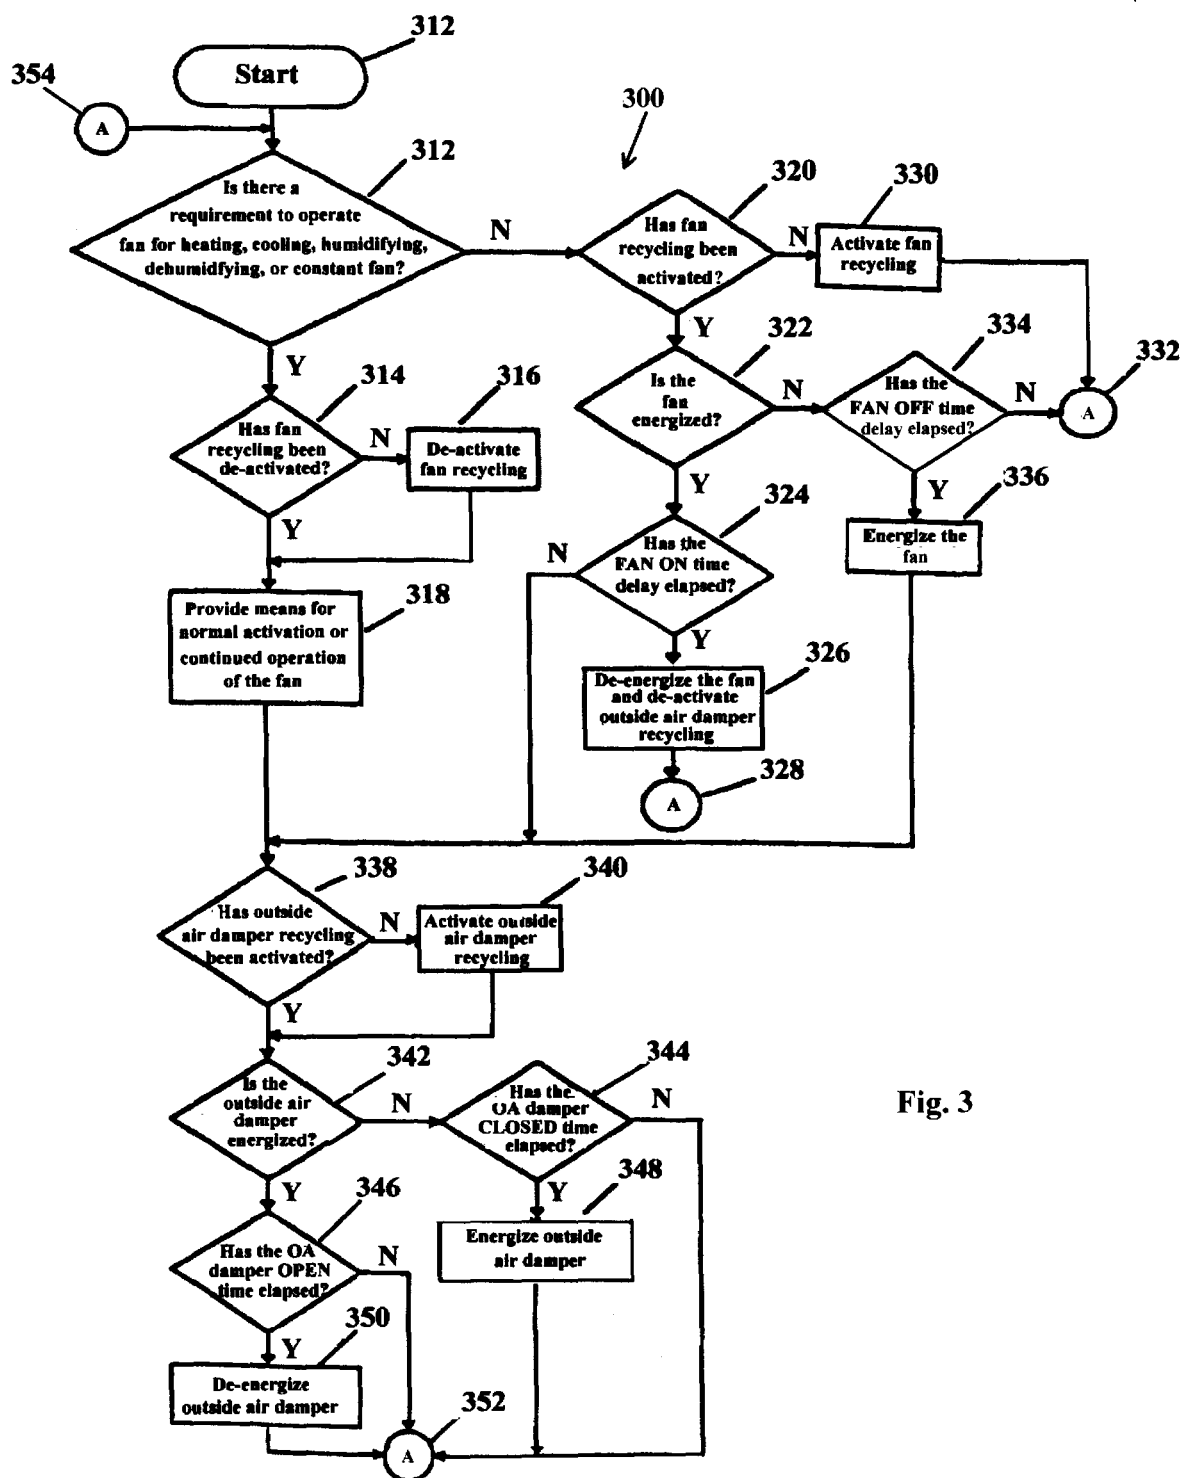 312
Start
354
A
300
312
Is there a
requirement to operate
fan for heating, cooling, humidifying,
dehumidfying, or constant fan?
N
Y
320
Has fan
recycling been
activated?
N
Y
330
Activate fan
recycling
314
Has fan
recycling been
de-activated?
N
Y
316
De-activate
fan recycling
322
Is the
fan
energized?
N
Y
334
Has the
FAN OFF time
delay elapsed?
N
Y
332
A
336
Energize the
fan
324
Has the
FAN ON time
delay elapsed?
N
Y
318
Provide means for
normal activation or
continued operation
of the fan
326
De-energize the fan
and de-activate
outside air damper
recycling
328
A
338
Has outside
air damper recycling
been activated?
N
Y
340
Activate outside
air damper
recycling
342
Is the
outside air
damper
energized?
N
Y
344
Has the
OA damper
CLOSED time
elapsed?
N
Y
Fig. 3
346
Has the OA
damper OPEN
time elapsed?
N
Y
348
Energize outside
air damper
350
De-energize
outside air damper
352
A